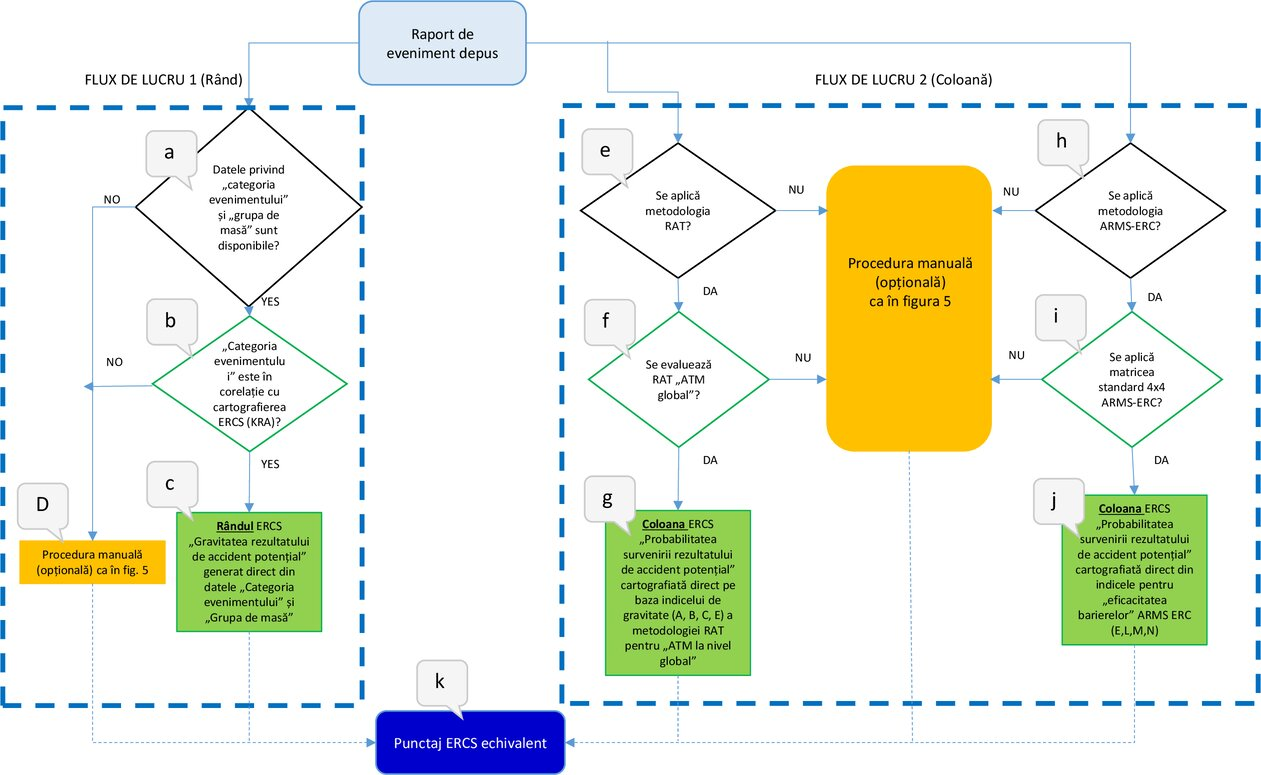 Raport de
eveniment depus
FLUX DE LUCRU 1 (Rând)
FLUX DE LUCRU 2 (Coloană)
a
Datele privind
„categoria
evenimentului”
și „grupa de
masă” sunt
disponibile?
NO
YES
b
„Categoria
evenimentulu
i” este în
corelație cu
cartografierea
ERCS (KRA)?
NO
YES
c
Rândul ERCS
„Gravitatea rezultatului
de accident potențial”
generat direct din
datele „Categoria
evenimentului” și
„Grupa de masă”
D
Procedura manuală
(opțională) ca în fig. 5
e
Se aplică
metodologia
RAT?
NU
DA
f
Se evaluează
RAT „ATM
global”?
NU
DA
g
Coloana ERCS
„Probabilitatea
survenirii rezultatului
de accident potențial”
cartografiată direct pe
baza indicelui de
gravitate (A, B, C, E) a
metodologiei RAT
pentru „ATM la nivel
global”
Procedura manuală
(opțională)
ca în figura 5
h
Se aplică
metodologia
ARMS-ERC?
NU
DA
i
Se aplică
matricea
standard 4x4
ARMS-ERC?
NU
DA
j
Coloana ERCS
„Probabilitatea
survenirii rezultatului
de accident potențial”
cartografiată direct din
indicele pentru
„eficacitatea
barierelor” ARMS ERC
(E,L,M,N)
k
Punctaj ERCS echivalent